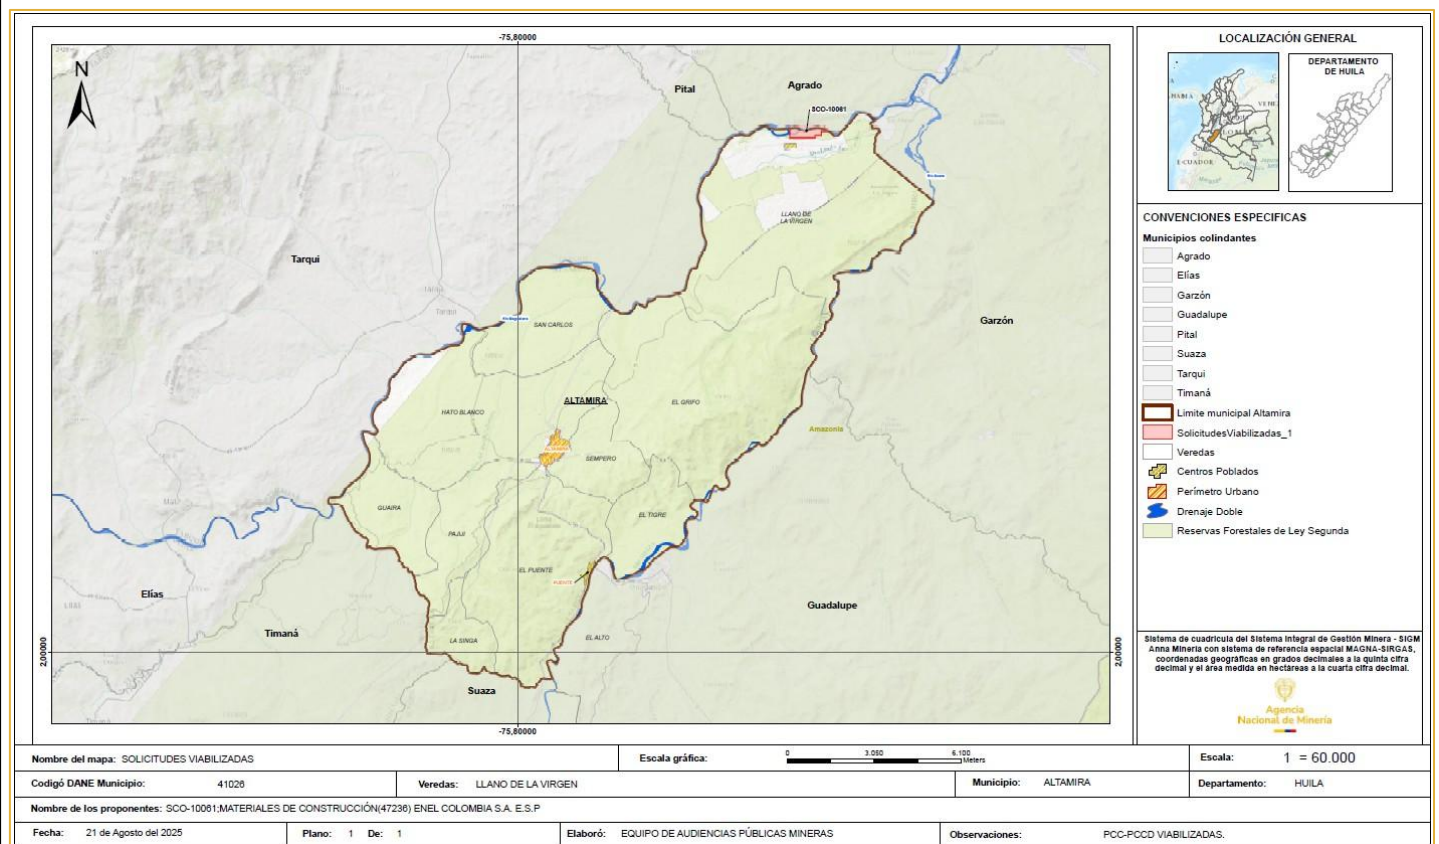 -75,80000
N
Pital
Agrado
SCO-10061
LLANO DE
LA VIRGEN
Tarqui
Garzón
SAN CARLOS
ALTAMIRA
HATO BLANCO
EL GRIFO
Amazonia
SEMPERO
GUAIRA
EL TIGRE
PAJIJI
EL PUENTE
Elías
Guadalupe
Timaná
LA SINGA
EL ALTO
2,00000
2,00000
Suaza
-75,80000
LOCALIZACIÓN GENERAL
DEPARTAMENTO
DE HUILA
ECUADOR
CONVENCIONES ESPECIFICAS
Municipios colindantes
Agrado
Elías
Garzón
Guadalupe
Pital
Suaza
Tarqui
Timaná
Limite municipal Altamira
SolicitudesViabilizadas_1
Veredas
Centros Poblados
Perímetro Urbano
Drenaje Doble
Reservas Forestales de Ley Segunda
Sistema de cuadricula del Sistema Integral de Gestión Minera - SIGM
Anna Mineria con sistema de referencia espacial MAGNA-SIRGAS,
coordenadas geográficas en grados decimales a la quinta cifra
decimal y el área medida en hectáreas a la cuarta cifra decimal.
Agencia
Nacional de Minería
Nombre del mapa: SOLICITUDES VIABILIZADAS
Escala gráfica:
0 3.050 6.100
Meters
Escala: 1 = 60.000
Codigó DANE Municipio: 41026
Veredas: LLANO DE LA VIRGEN
Municipio: ALTAMIRA
Departamento: HUILA
Nombre de los proponentes: SCO-10061;MATERIALES DE CONSTRUCCIÓN(47236) ENEL COLOMBIA S.A. E.S.P
Fecha: 21 de Agosto del 2025
Plano: 1 De: 1
Elaboró: EQUIPO DE AUDIENCIAS PÚBLICAS MINERAS
Observaciones: PCC-PCCD VIABILIZADAS.